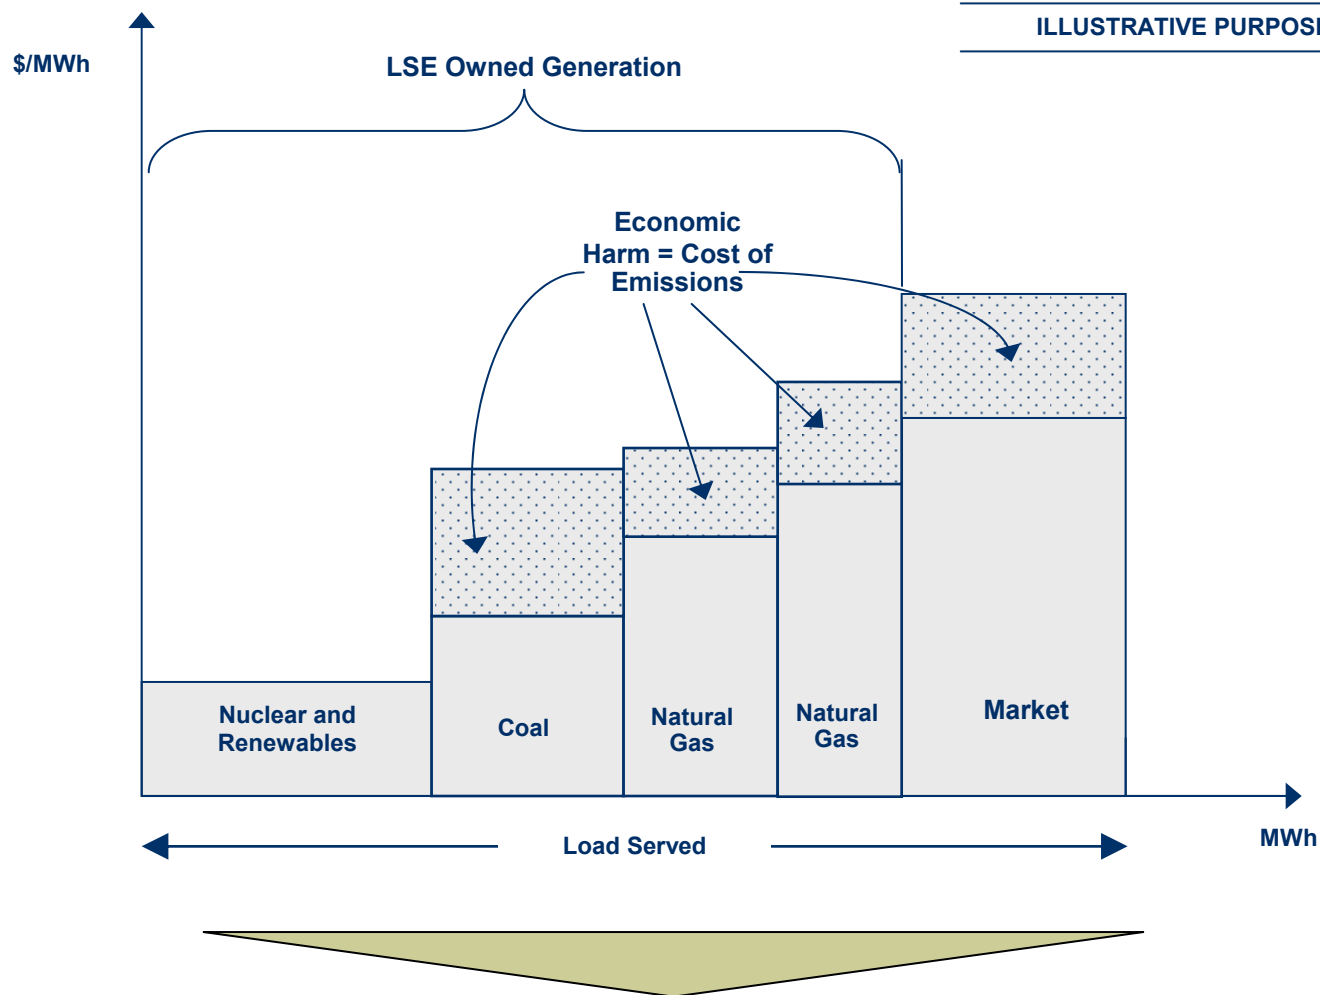 ILLUSTRATIVE
$/MWh
LSE Owned Generation
Economic
Harm = Cost of
Emissions
Nuclear and
Renewables
Coal
Natural
Gas
Natural
Gas
Market
Load Served
MWh